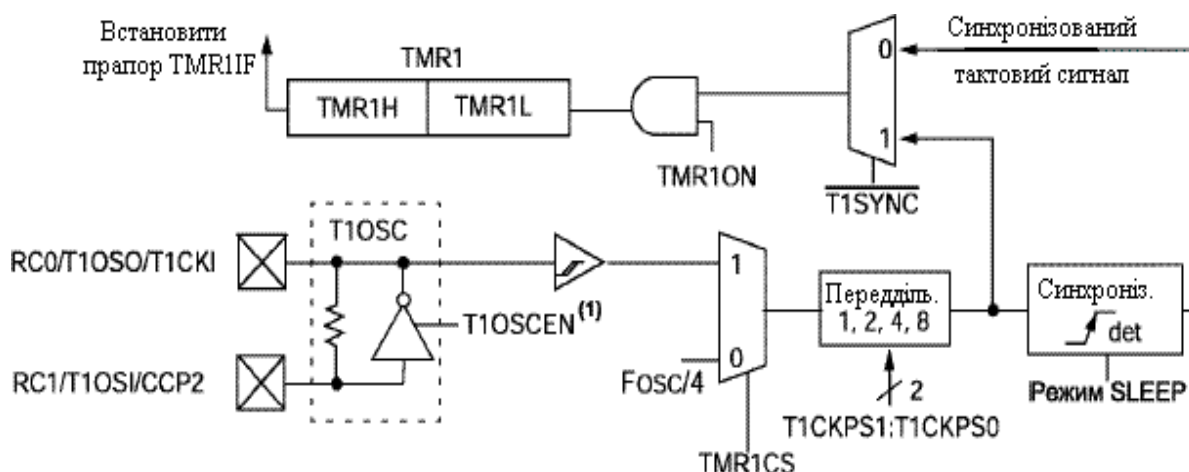 Встановити
прапор TMR1IF
TMR1
TMR1H
TMR1L
TMR1ON
0
1
T1SYNC
Синхронізований
тактовий сигнал
T1OSC
RC0/T1OSO/T1CKI
RC1/T1OSI/CCP2
T1OSCEN (1)
1
0
FOSC/4
TMR1CS
Передділь.
1, 2, 4, 8
2
T1CKPS1:T1CKPS0
Синхроніз.
det
Режим SLEEP